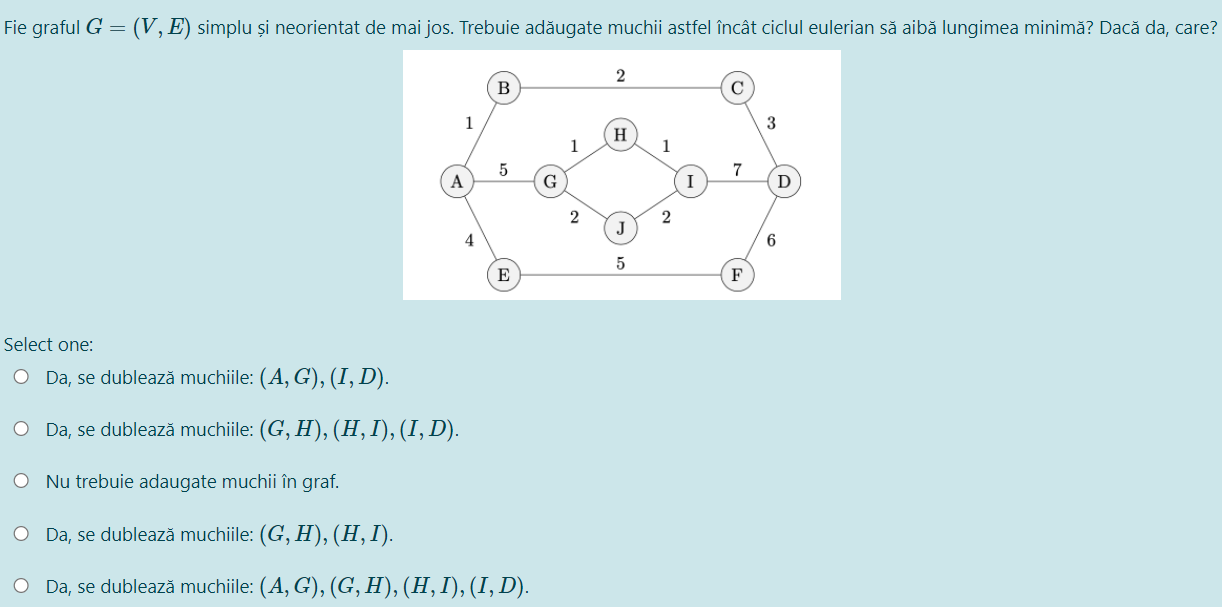 Fie graful G = (V, E) simplu și neorientat de mai jos. Trebuie adăugate muchii astfel încât ciclul eulerian să aibă lungimea minimă? Dacă da, care?
2
B
C
1
3
H
1
1
5
7
A
G
I
D
2
2
4
J
6
5
E
F
Select one:
Da, se dublează muchiile: (A, G), (I, D).
Da, se dublează muchiile: (G, H), (H, I), (I, D).
Nu trebuie adaugate muchii în graf.
Da, se dublează muchiile: (G, H), (H, I).
Da, se dublează muchiile: (A, G), (G, H), (H, I), (I, D).